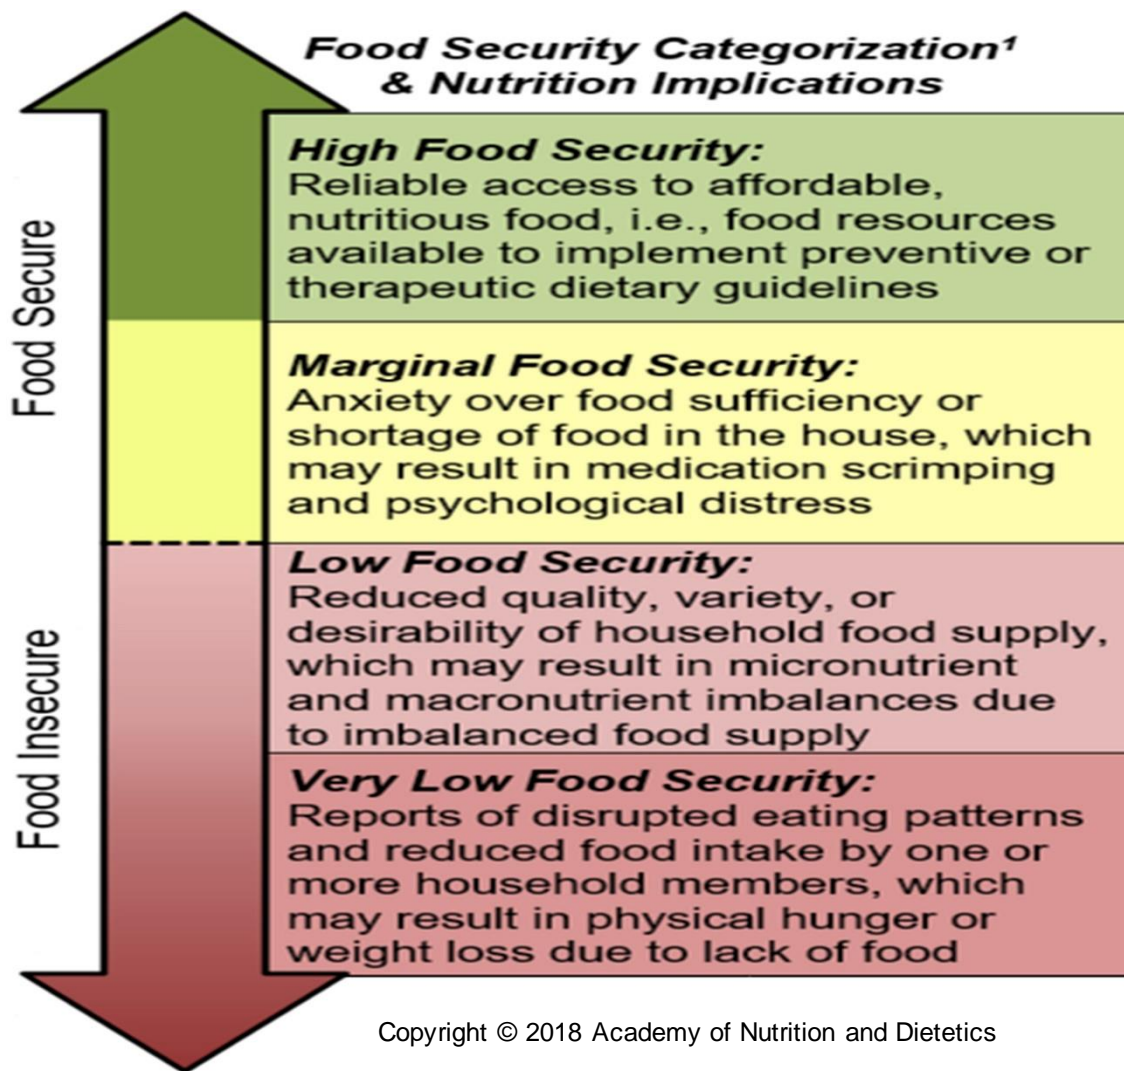 Food Security Categorization¹
& Nutrition Implications
Food Secure
High Food Security:
Reliable access to affordable,
nutritious food, i.e., food resources
available to implement preventive or
therapeutic dietary guidelines
Marginal Food Security:
Anxiety over food sufficiency or
shortage of food in the house, which
may result in medication scrimping
and psychological distress
Food Insecure
Low Food Security:
Reduced quality, variety, or
desirability of household food supply,
which may result in micronutrient
and macronutrient imbalances due
to imbalanced food supply
Very Low Food Security:
Reports of disrupted eating patterns
and reduced food intake by one or
more household members, which
may result in physical hunger or
weight loss due to lack of food
Copyright © 2018 Academy of Nutrition and Dietetics